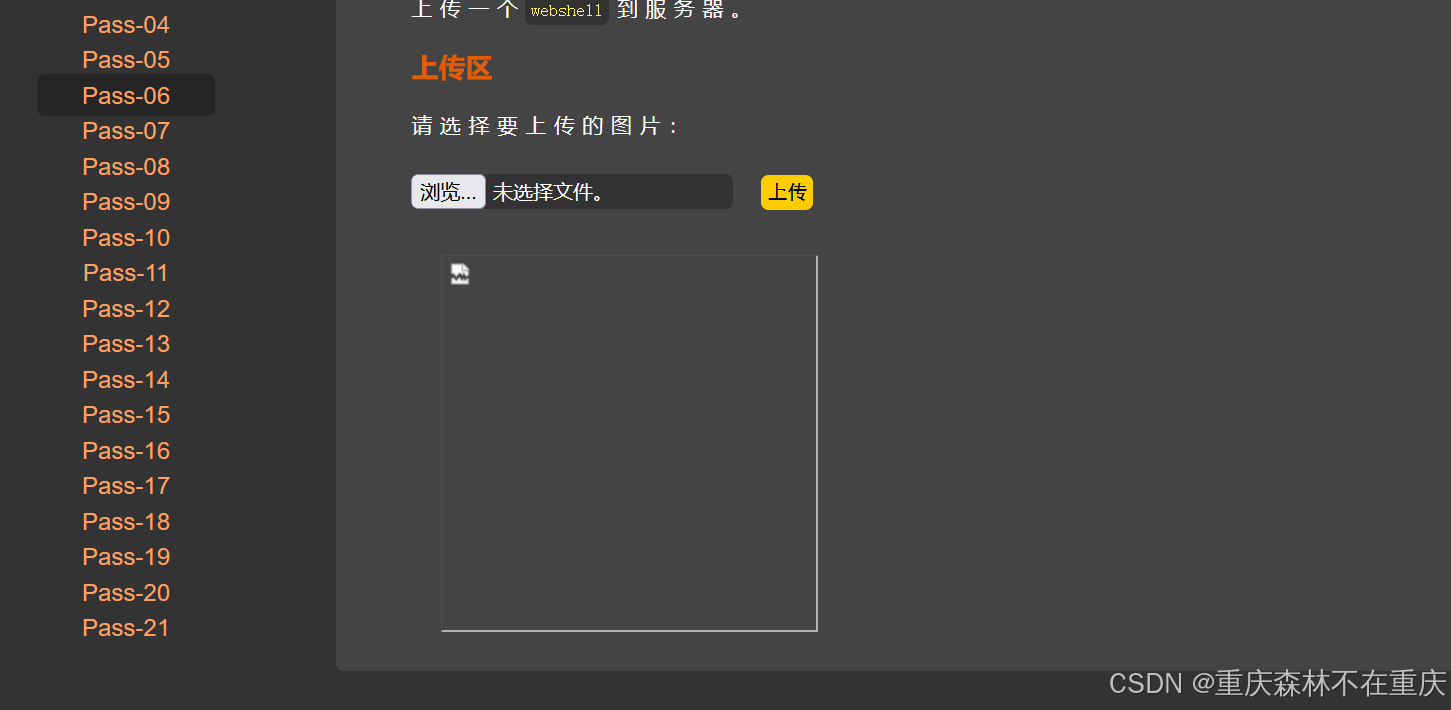 Pass-04
Pass-05
Pass-06
Pass-07
Pass-08
Pass-09
Pass-10
Pass-11
Pass-12
Pass-13
Pass-14
Pass-15
Pass-16
Pass-17
Pass-18
Pass-19
Pass-20
Pass-21
上传一个 webshell 到服务器。
上传区
请选择要上传的图片：
浏览... 未选择文件。 上传
CSDN @重庆森林不在重庆